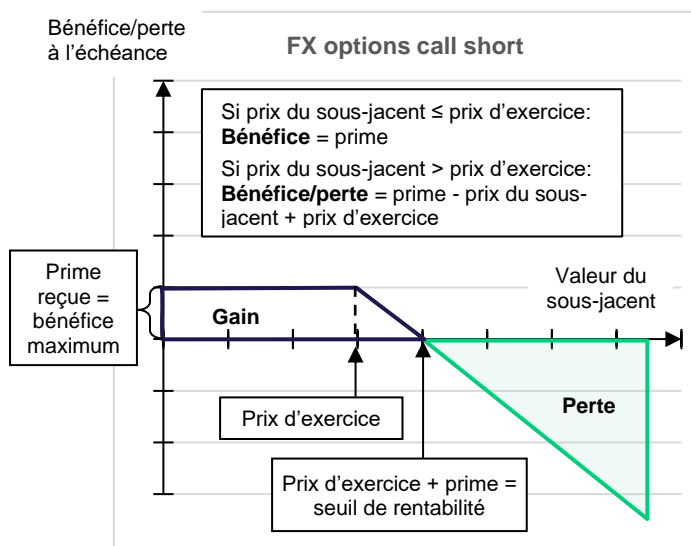 Bénéfice/perte
à l'échéance
FX options call short
Si prix du sous-jacent ≤ prix d'exercice:
Bénéfice = prime
Si prix du sous-jacent > prix d'exercice:
Bénéfice/perte = prime - prix du sous-
jacent + prix d'exercice
Prime
reçue =
bénéfice
maximum
Valeur du
sous-jacent
Gain
Prix d'exercice
Perte
Prix d'exercice + prime =
seuil de rentabilité